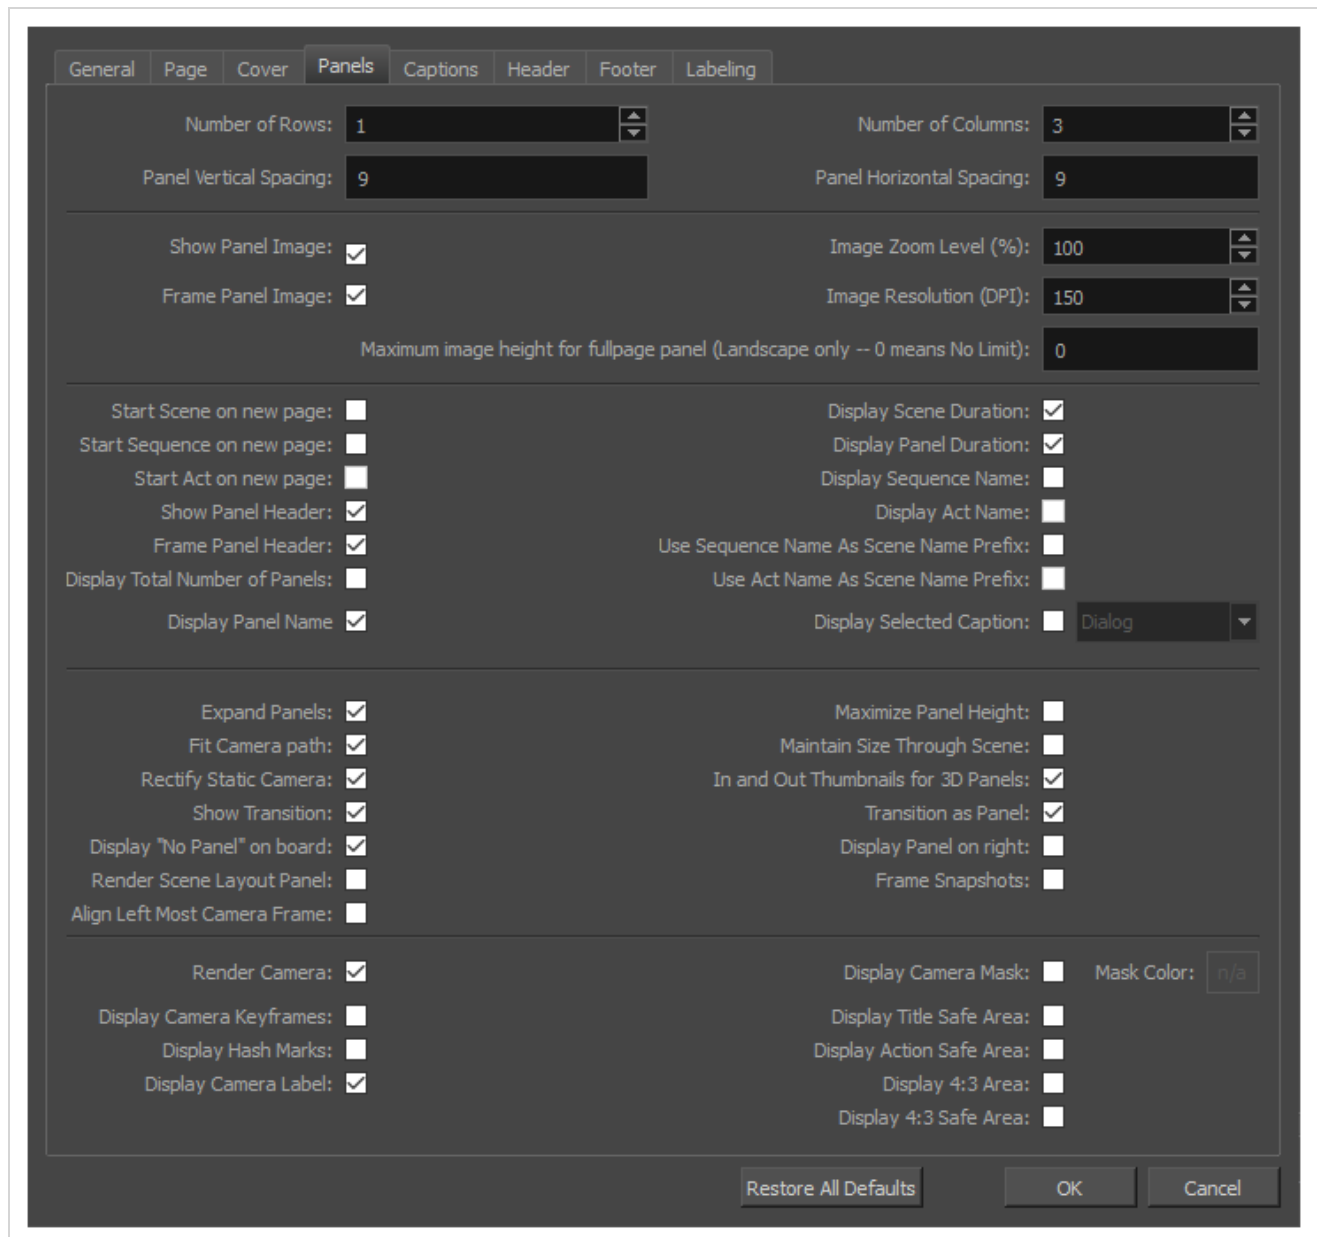 General Page Cover Panels Captions Header Footer Labeling
Number of Rows: 1 Number of Columns: 3
Panel Vertical Spacing: 9 Panel Horizontal Spacing: 9
Show Panel Image: Image Zoom Level (%): 100
Frame Panel Image: Image Resolution (DPI): 150
Maximum image height for fullpage panel (Landscape only -- 0 means No Limit): 0
Start Scene on new page: Display Scene Duration:
Start Sequence on new page: Display Panel Duration:
Start Act on new page: Display Sequence Name:
Show Panel Header: Display Act Name:
Frame Panel Header: Use Sequence Name As Scene Name Prefix:
Display Total Number of Panels: Use Act Name As Scene Name Prefix:
Display Panel Name Display Selected Caption: Dialog
Expand Panels: Maximize Panel Height:
Fit Camera path: Maintain Size Through Scene:
Rectify Static Camera: In and Out Thumbnails for 3D Panels:
Show Transition: Transition as Panel:
Display "No Panel" on board: Display Panel on right:
Render Scene Layout Panel: Frame Snapshots:
Align Left Most Camera Frame:
Render Camera: Display Camera Mask: Mask Color: n/a
Display Camera Keyframes: Display Title Safe Area:
Display Hash Marks: Display Action Safe Area:
Display Camera Label: Display 4:3 Area:
Display 4:3 Safe Area:
Restore All Defaults OK Cancel